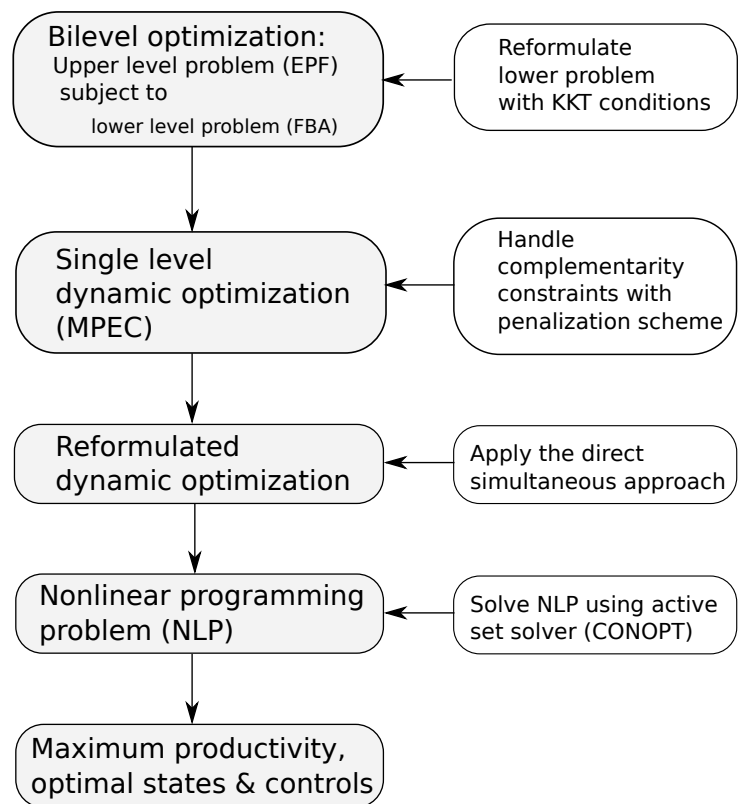 Bilevel optimization:
Upper level problem (EPF)
subject to
lower level problem (FBA)
Reformulate
lower problem
with KKT conditions
Single level
dynamic optimization
(MPEC)
Handle
complementarity
constraints with
penalization scheme
Reformulated
dynamic optimization
Apply the direct
simultaneous approach
Nonlinear programming
problem (NLP)
Solve NLP using active
set solver (CONOPT)
Maximum productivity,
optimal states & controls